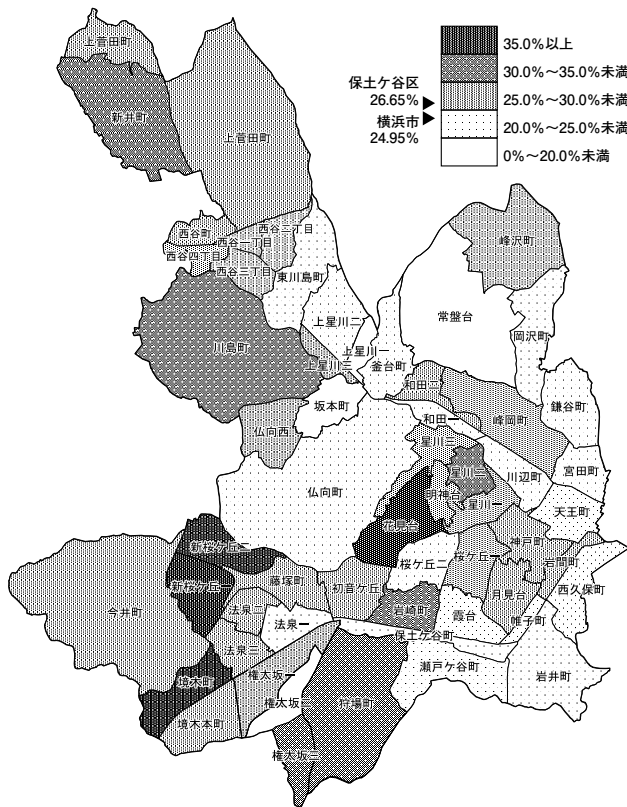 35.0%以上
30.0%～35.0%未満
25.0%～30.0%未満
20.0%～25.0%未満
0%～20.0%未満
保土ケ谷区
26.65%
横浜市
24.95%
上菅田町
新井町
上菅田町
峰沢町
西谷町
西谷二丁目
西谷一丁目
西谷四丁目
西谷三丁目
東川島町
常盤台
上星川二
岡沢町
川島町
上星川一
上星川三
釜台町
和田二
坂本町
鎌谷町
和田一
峰岡町
仏向西
星川三
星川二
川辺町
宮田町
仏向町
明神台
星川一
天王町
花見台
神戸町
新桜ケ丘二
桜ケ丘一
岩間町
桜ケ丘二
新桜ケ丘一
藤塚町
初音ケ丘
月見台
西久保町
今井町
法泉二
岩崎町
霞台
法泉一
帷子町
保土ケ谷町
法泉三
瀬戸ケ谷町
岩井町
権太坂一
境木町
権太坂二
狩場町
境木本町
権太坂三